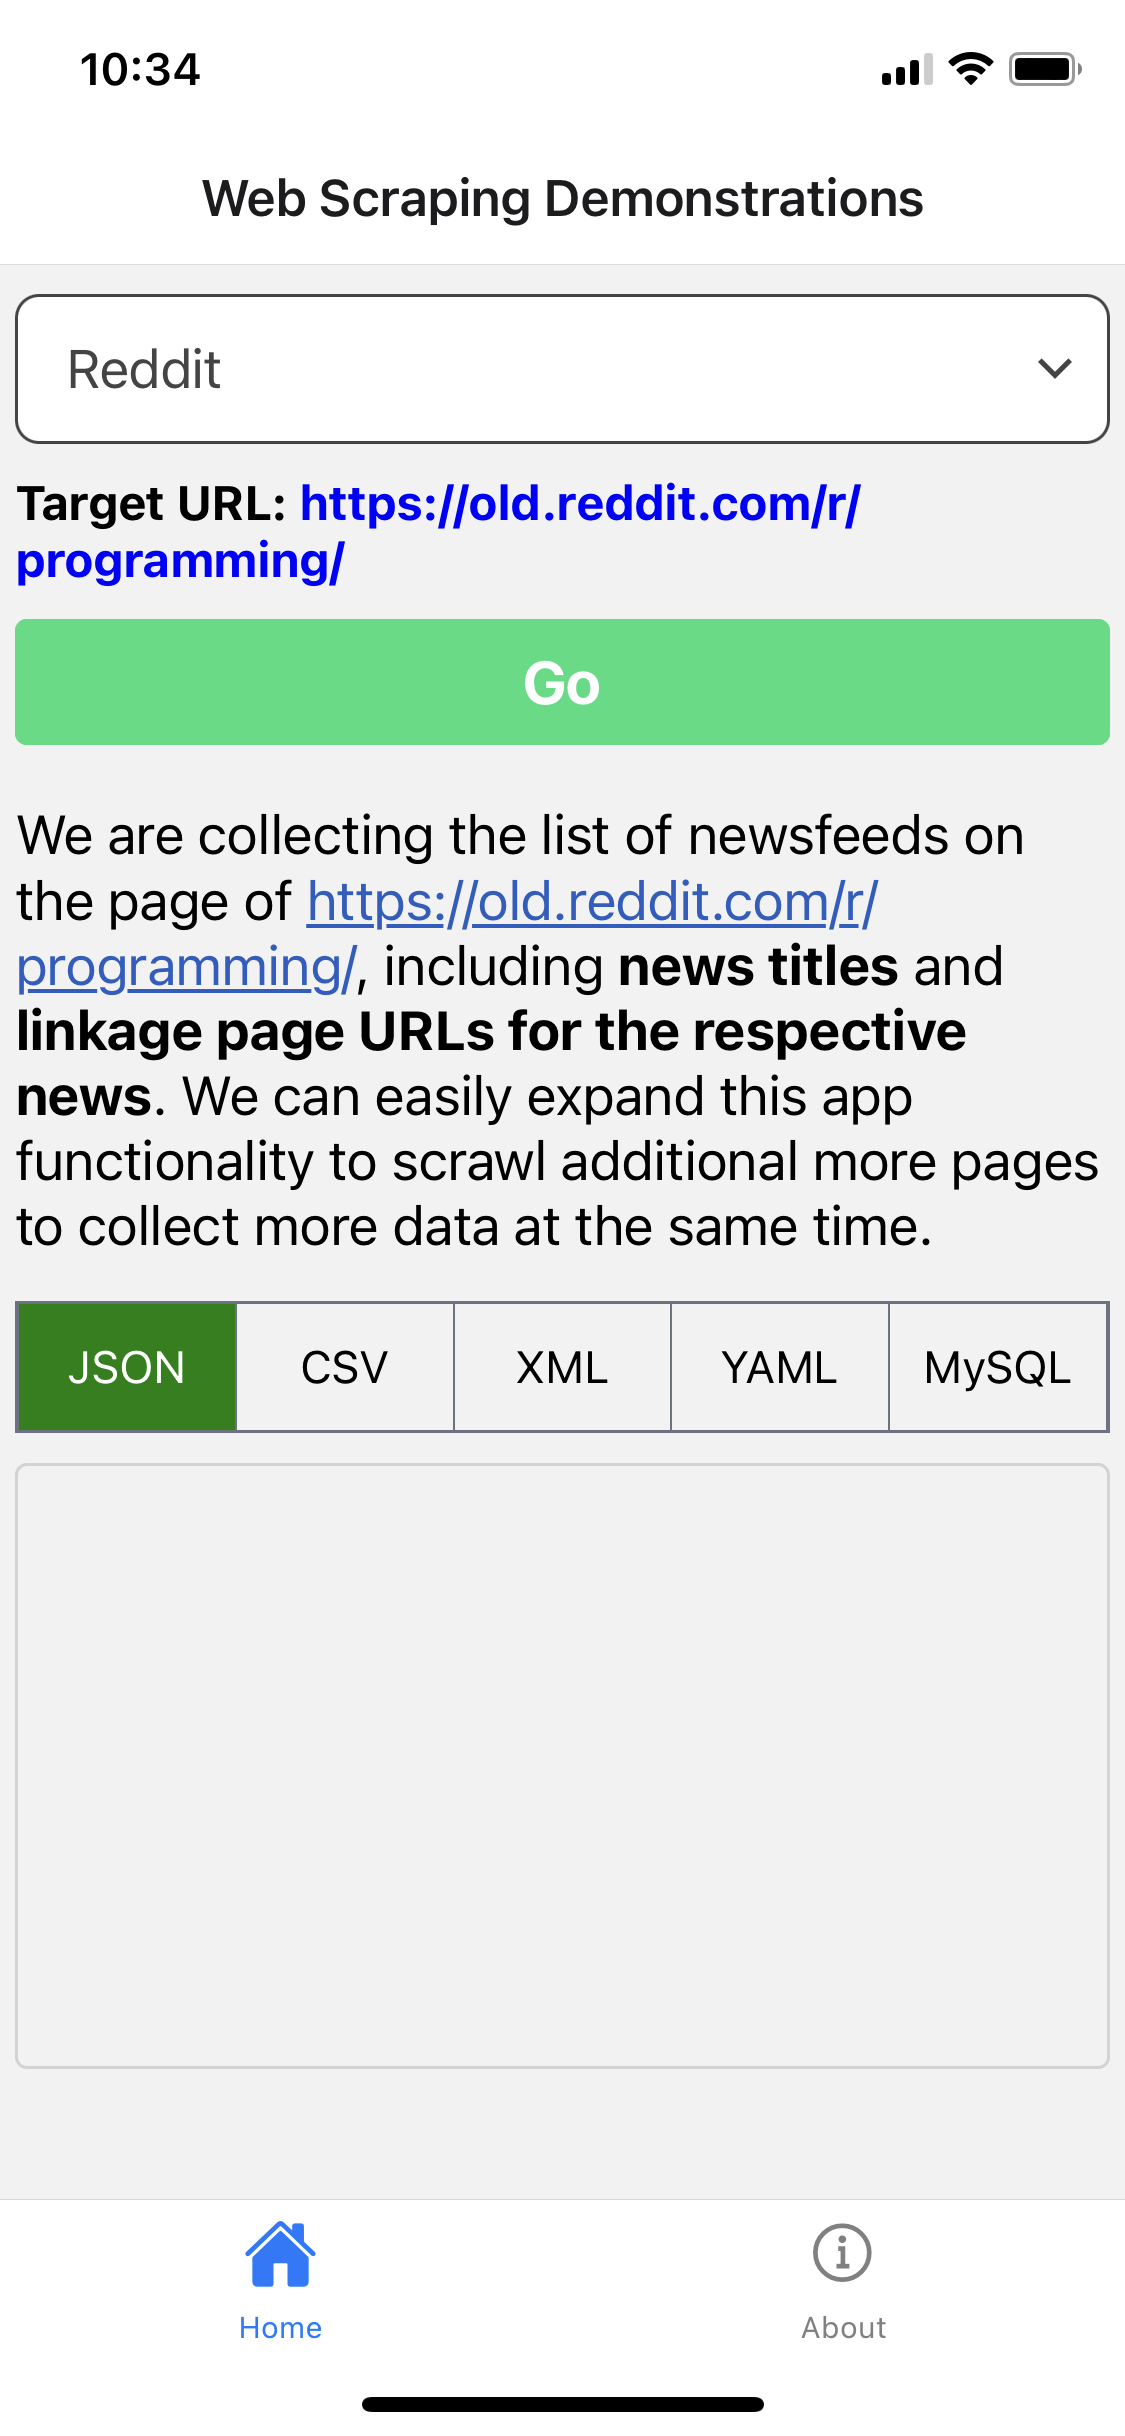 10:34
Web Scraping Demonstrations
Reddit
Target URL: https://old.reddit.com/r/
programming/
Go
We are collecting the list of newsfeeds on
the page of https://old.reddit.com/r/
programming/, including news titles and
linkage page URLs for the respective
news. We can easily expand this app
functionality to scrawl additional more pages
to collect more data at the same time.
JSON CSV XML YAML MySQL
Home About